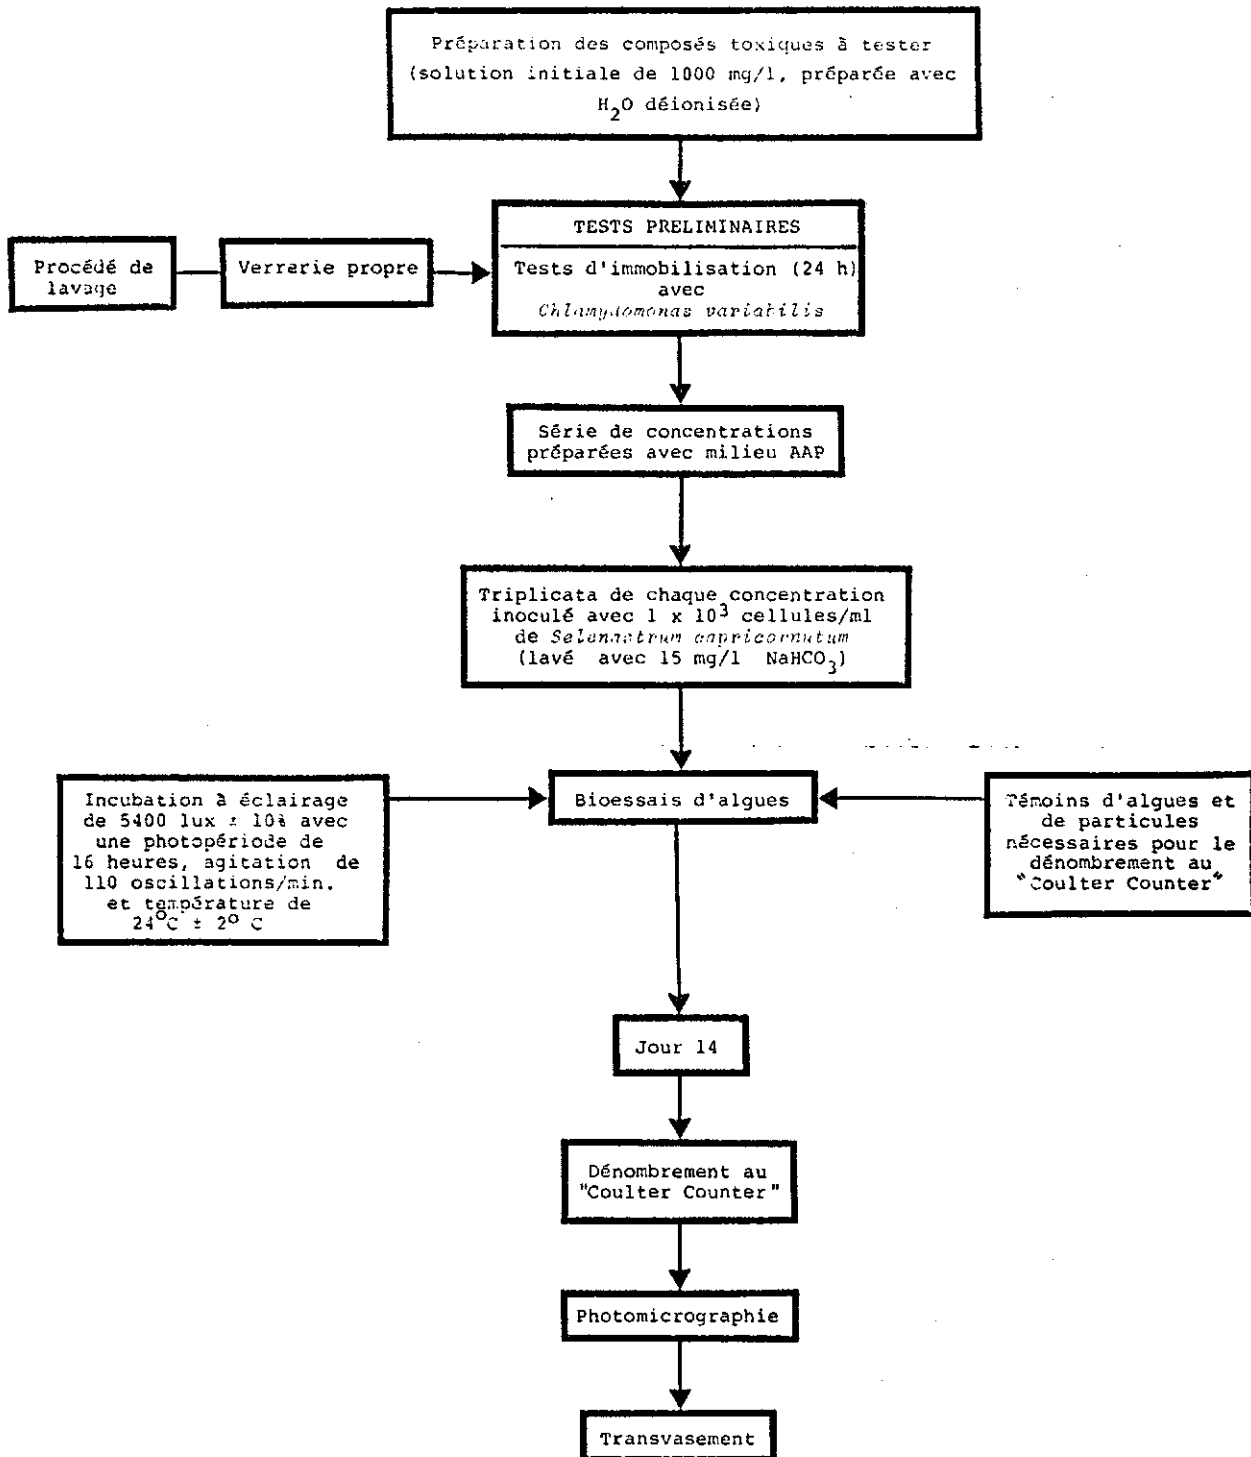 Préparation des composés toxiques à tester
(solution initiale de 1000 mg/l, préparée avec
H2O déionisée)
TESTS PRELIMINAIRES
Tests d'immobilisation (24 h)
avec
Chlamydomonas variabilis
Procédé de
lavage
Verrerie propre
Série de concentrations
préparées avec milieu AAP
Triplicata de chaque concentration
inoculé avec 1 x 10³ cellules/ml
de Selenastrum capricornutum
(lavé avec 15 mg/l NaHCO3)
Incubation à éclairage
de 5400 lux ± 10% avec
une photopériode de
16 heures, agitation de
110 oscillations/min.
et température de
24°C ± 2° C
Bioessais d'algues
Témoins d'algues et
de particules
nécessaires pour le
dénombrement au
"Coulter Counter"
Jour 14
Dénombrement au
"Coulter Counter"
Photomicrographie
Transvasement